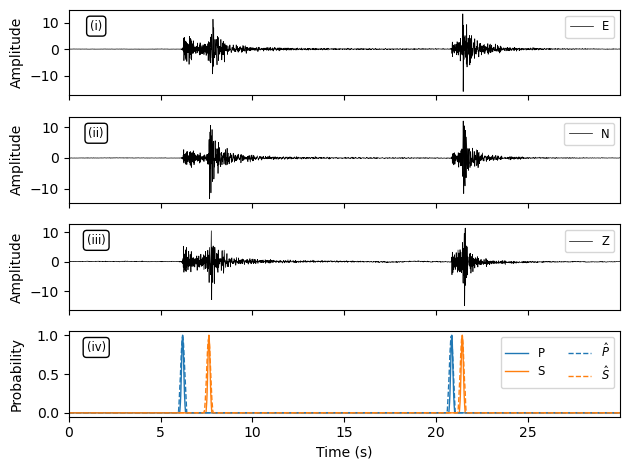 Amplitude
10
0
−10
(i)
E
Amplitude
10
0
−10
(ii)
N
Amplitude
10
0
−10
(iii)
Z
Probability
1.0
0.5
0.0
(iv)
P P̂
S Ŝ
0 5 10 15 20 25
Time (s)